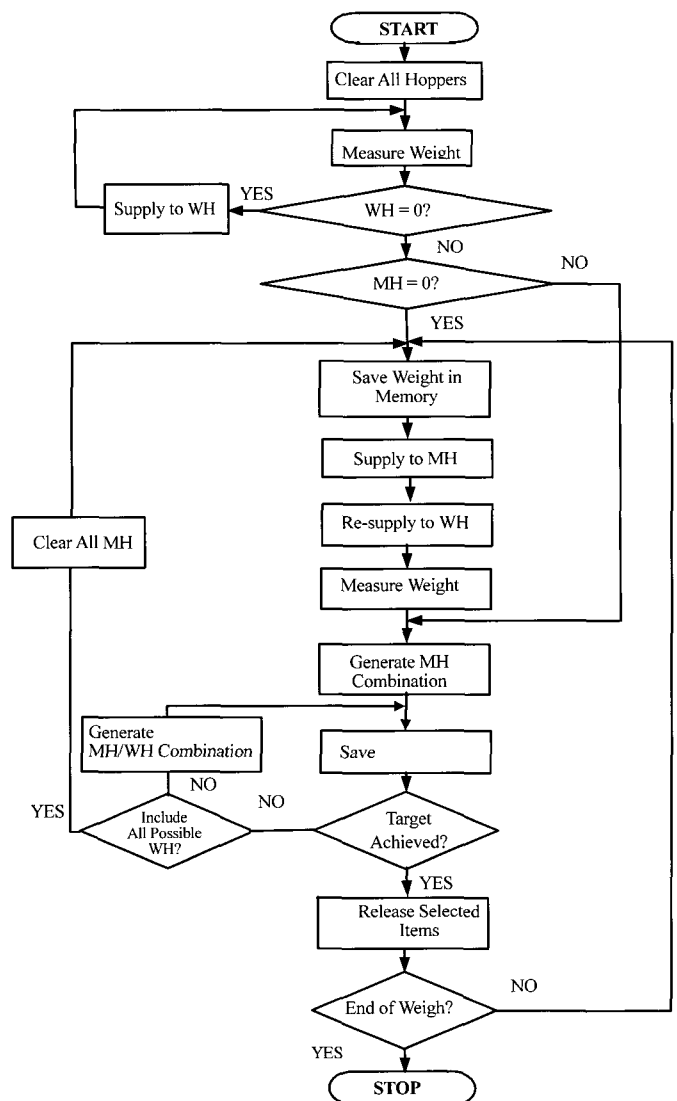 START
Clear All Hoppers
Measure Weight
YES
Supply to WH
WH = 0?
NO
NO
MH = 0?
YES
Save Weight in
Memory
Supply to MH
Re-supply to WH
Clear All MH
Measure Weight
Generate MH
Combination
Generate
MH/WH Combination
Save
NO
YES
NO
Include
All Possible
WH?
Target
Achieved?
YES
Release Selected
Items
NO
End of Weigh?
YES
STOP